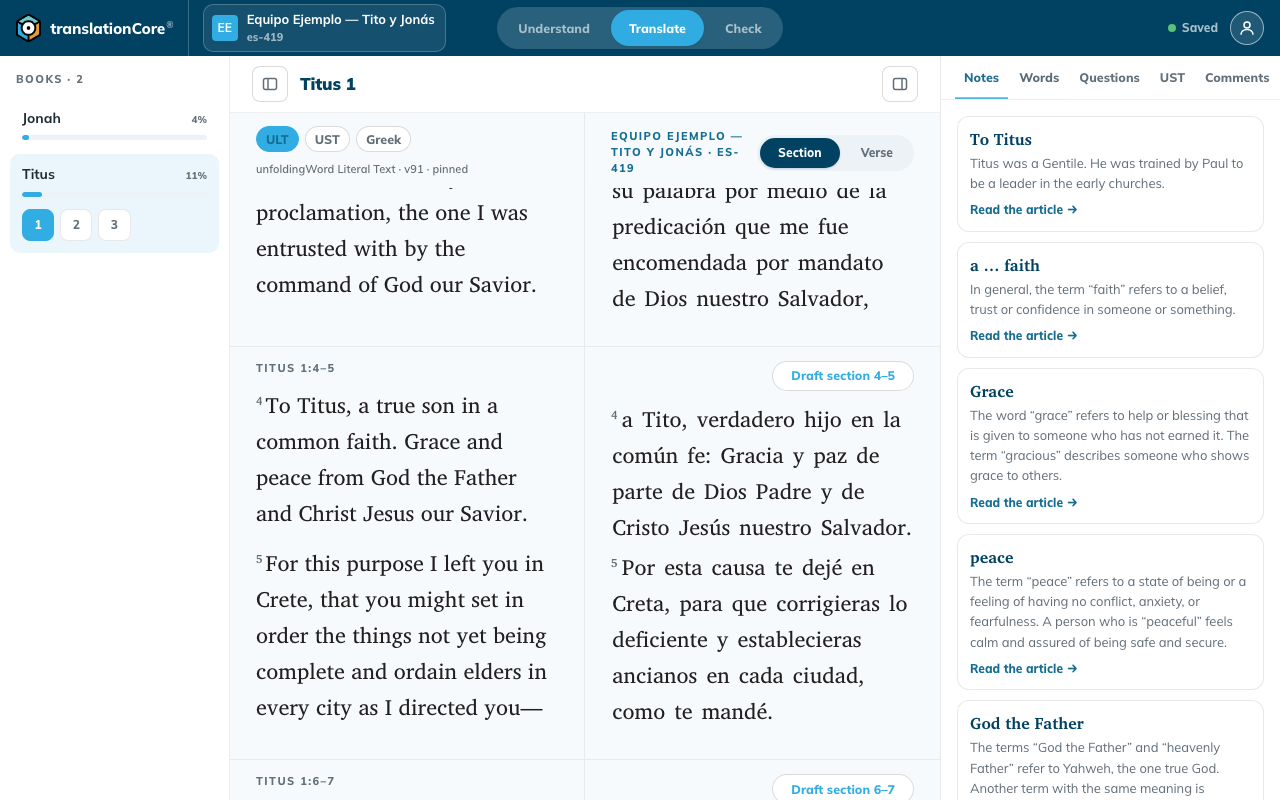 translationCore®
EE
Equipo Ejemplo — Tito y Jonás
es-419
Understand
Translate
Check
Saved
BOOKS · 2
Jonah
4%
Titus
11%
1
2
3
Titus 1
ULT
UST
Greek
unfoldingWord Literal Text · v91 · pinned
proclamation, the one I was
entrusted with by the
command of God our Savior.
TITUS 1:4–5
4 To Titus, a true son in a
common faith. Grace and
peace from God the Father
and Christ Jesus our Savior.
5 For this purpose I left you in
Crete, that you might set in
order the things not yet being
complete and ordain elders in
every city as I directed you—
TITUS 1:6–7
EQUIPO EJEMPLO —
TITO Y JONÁS · ES-
419
Section
Verse
su palabra por medio de la
predicación que me fue
encomendada por mandato
de Dios nuestro Salvador,
Draft section 4–5
4 a Tito, verdadero hijo en la
común fe: Gracia y paz de
parte de Dios Padre y de
Cristo Jesús nuestro Salvador.
5 Por esta causa te dejé en
Creta, para que corrigieras lo
deficiente y establecieras
ancianos en cada ciudad,
como te mandé.
Draft section 6–7
Notes
Words
Questions
UST
Comments
To Titus
Titus was a Gentile. He was trained by Paul to
be a leader in the early churches.
Read the article →
a … faith
In general, the term “faith” refers to a belief,
trust or confidence in someone or something.
Read the article →
Grace
The word “grace” refers to help or blessing that
is given to someone who has not earned it. The
term “gracious” describes someone who shows
grace to others.
Read the article →
peace
The term “peace” refers to a state of being or a
feeling of having no conflict, anxiety, or
fearfulness. A person who is “peaceful” feels
calm and assured of being safe and secure.
Read the article →
God the Father
The terms “God the Father” and “heavenly
Father” refer to Yahweh, the one true God.
Another term with the same meaning is